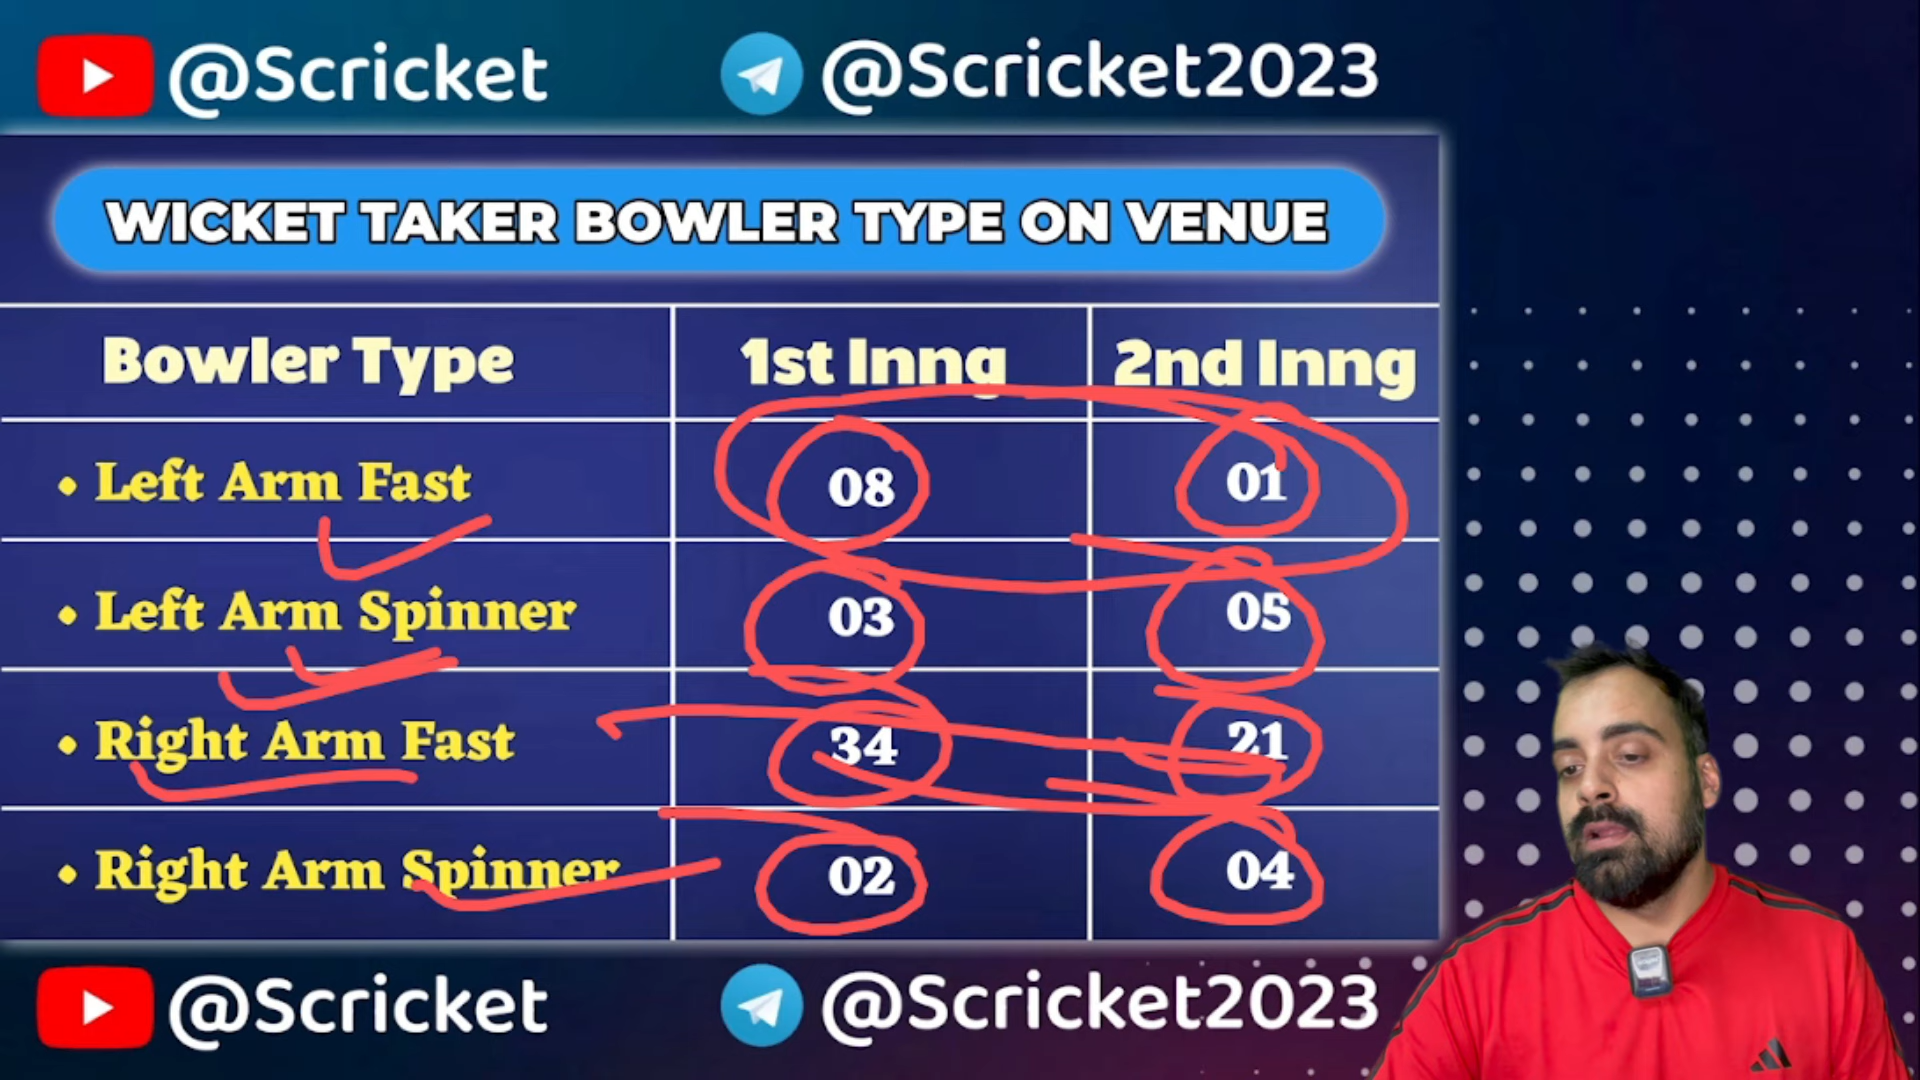 @Scricket @Scricket2023
WICKET TAKER BOWLER TYPE ON VENUE
Bowler Type 1st Inng 2nd Inng
• Left Arm Fast 08 01
• Left Arm Spinner 03 05
• Right Arm Fast 34 21
• Right Arm Spinner 02 04
@Scricket @Scricket2023